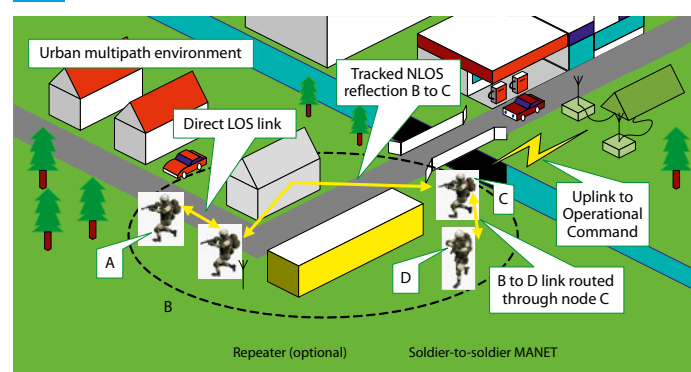 Urban multipath environment
Tracked NLOS
reflection B to C
Direct LOS link
Uplink to
Operational
Command
C
A
D
B to D link routed
through node C
B
Repeater (optional)
Soldier-to-soldier MANET